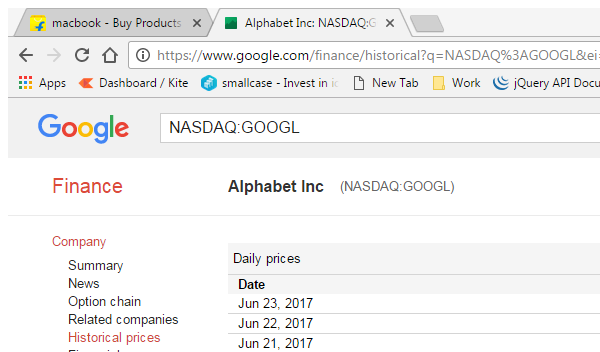 macbook - Buy Products
Alphabet Inc: NASDAQ:G
https://www.google.com/finance/historical?q=NASDAQ%3AGOOGL&ei=
Apps Dashboard / Kite smallcase - Invest in New Tab Work jQuery API Docu
Google NASDAQ:GOOGL
Finance Alphabet Inc (NASDAQ:GOOGL)
Company
Summary
News
Option chain
Related companies
Historical prices
Daily prices
Date
Jun 23, 2017
Jun 22, 2017
Jun 21, 2017